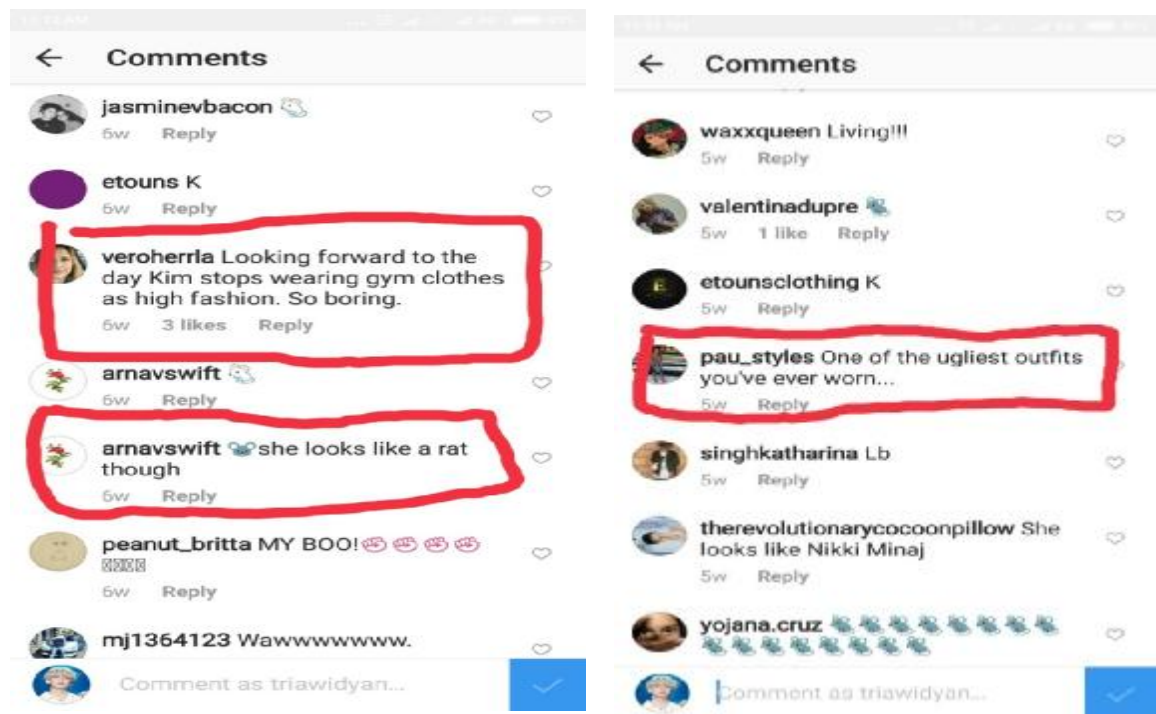 Comments
jasminevbacon
5w Reply
etouns K
5w Reply
veroherrla Looking forward to the
day Kim stops wearing gym clothes
as high fashion. So boring.
5w 3 likes Reply
arnavswift
5w Reply
arnavswift she looks like a rat
though
5w Reply
peanut_britta MY BOO!
5w Reply
mj1364123 Wawwwwwwww.
Comment as triawidyan...
Comments
waxxqueen Living!!!
5w Reply
valentinadupre
5w 1 like Reply
etounsclothing K
5w Reply
pau_styles One of the ugliest outfits
you've ever worn...
5w Reply
singhkatharina Lb
5w Reply
therevolutionarycocoonpillow She
looks like Nikki Minaj
5w Reply
yojana.cruz
Comment as triawidyan...